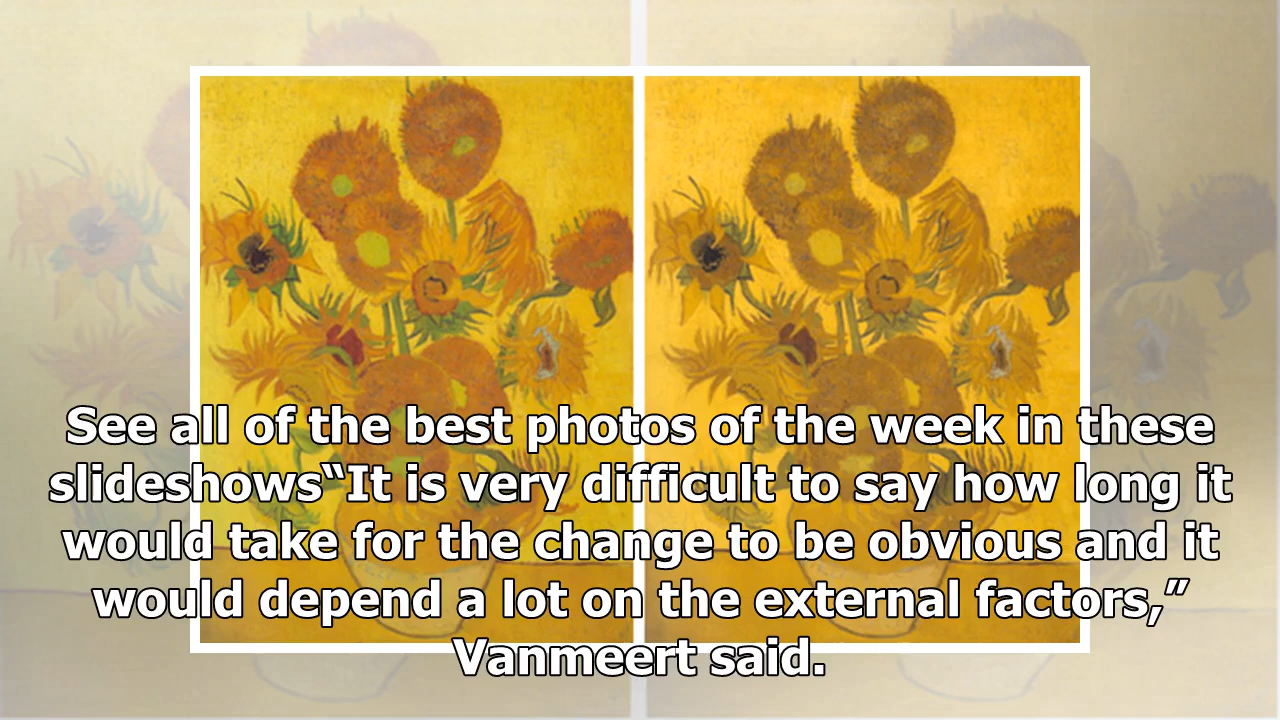 See all of the best photos of the week in these
slideshows“It is very difficult to say how long it
would take for the change to be obvious and it
would depend a lot on the external factors,”
Vanmeert said.